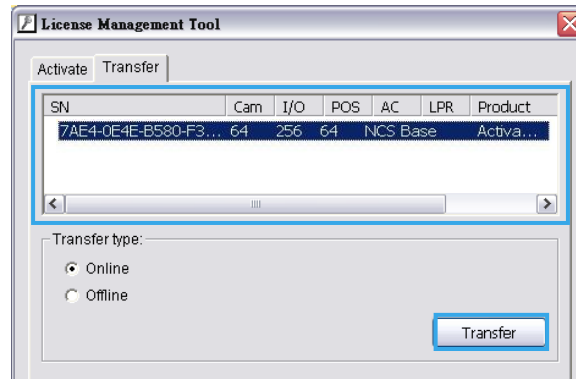 License Management Tool
Activate Transfer
SN Cam I/O POS AC LPR Product
7AE4-0E4E-B580-F3... 64 256 64 NCS Base Activa...
Transfer type:
Online
Offline
Transfer